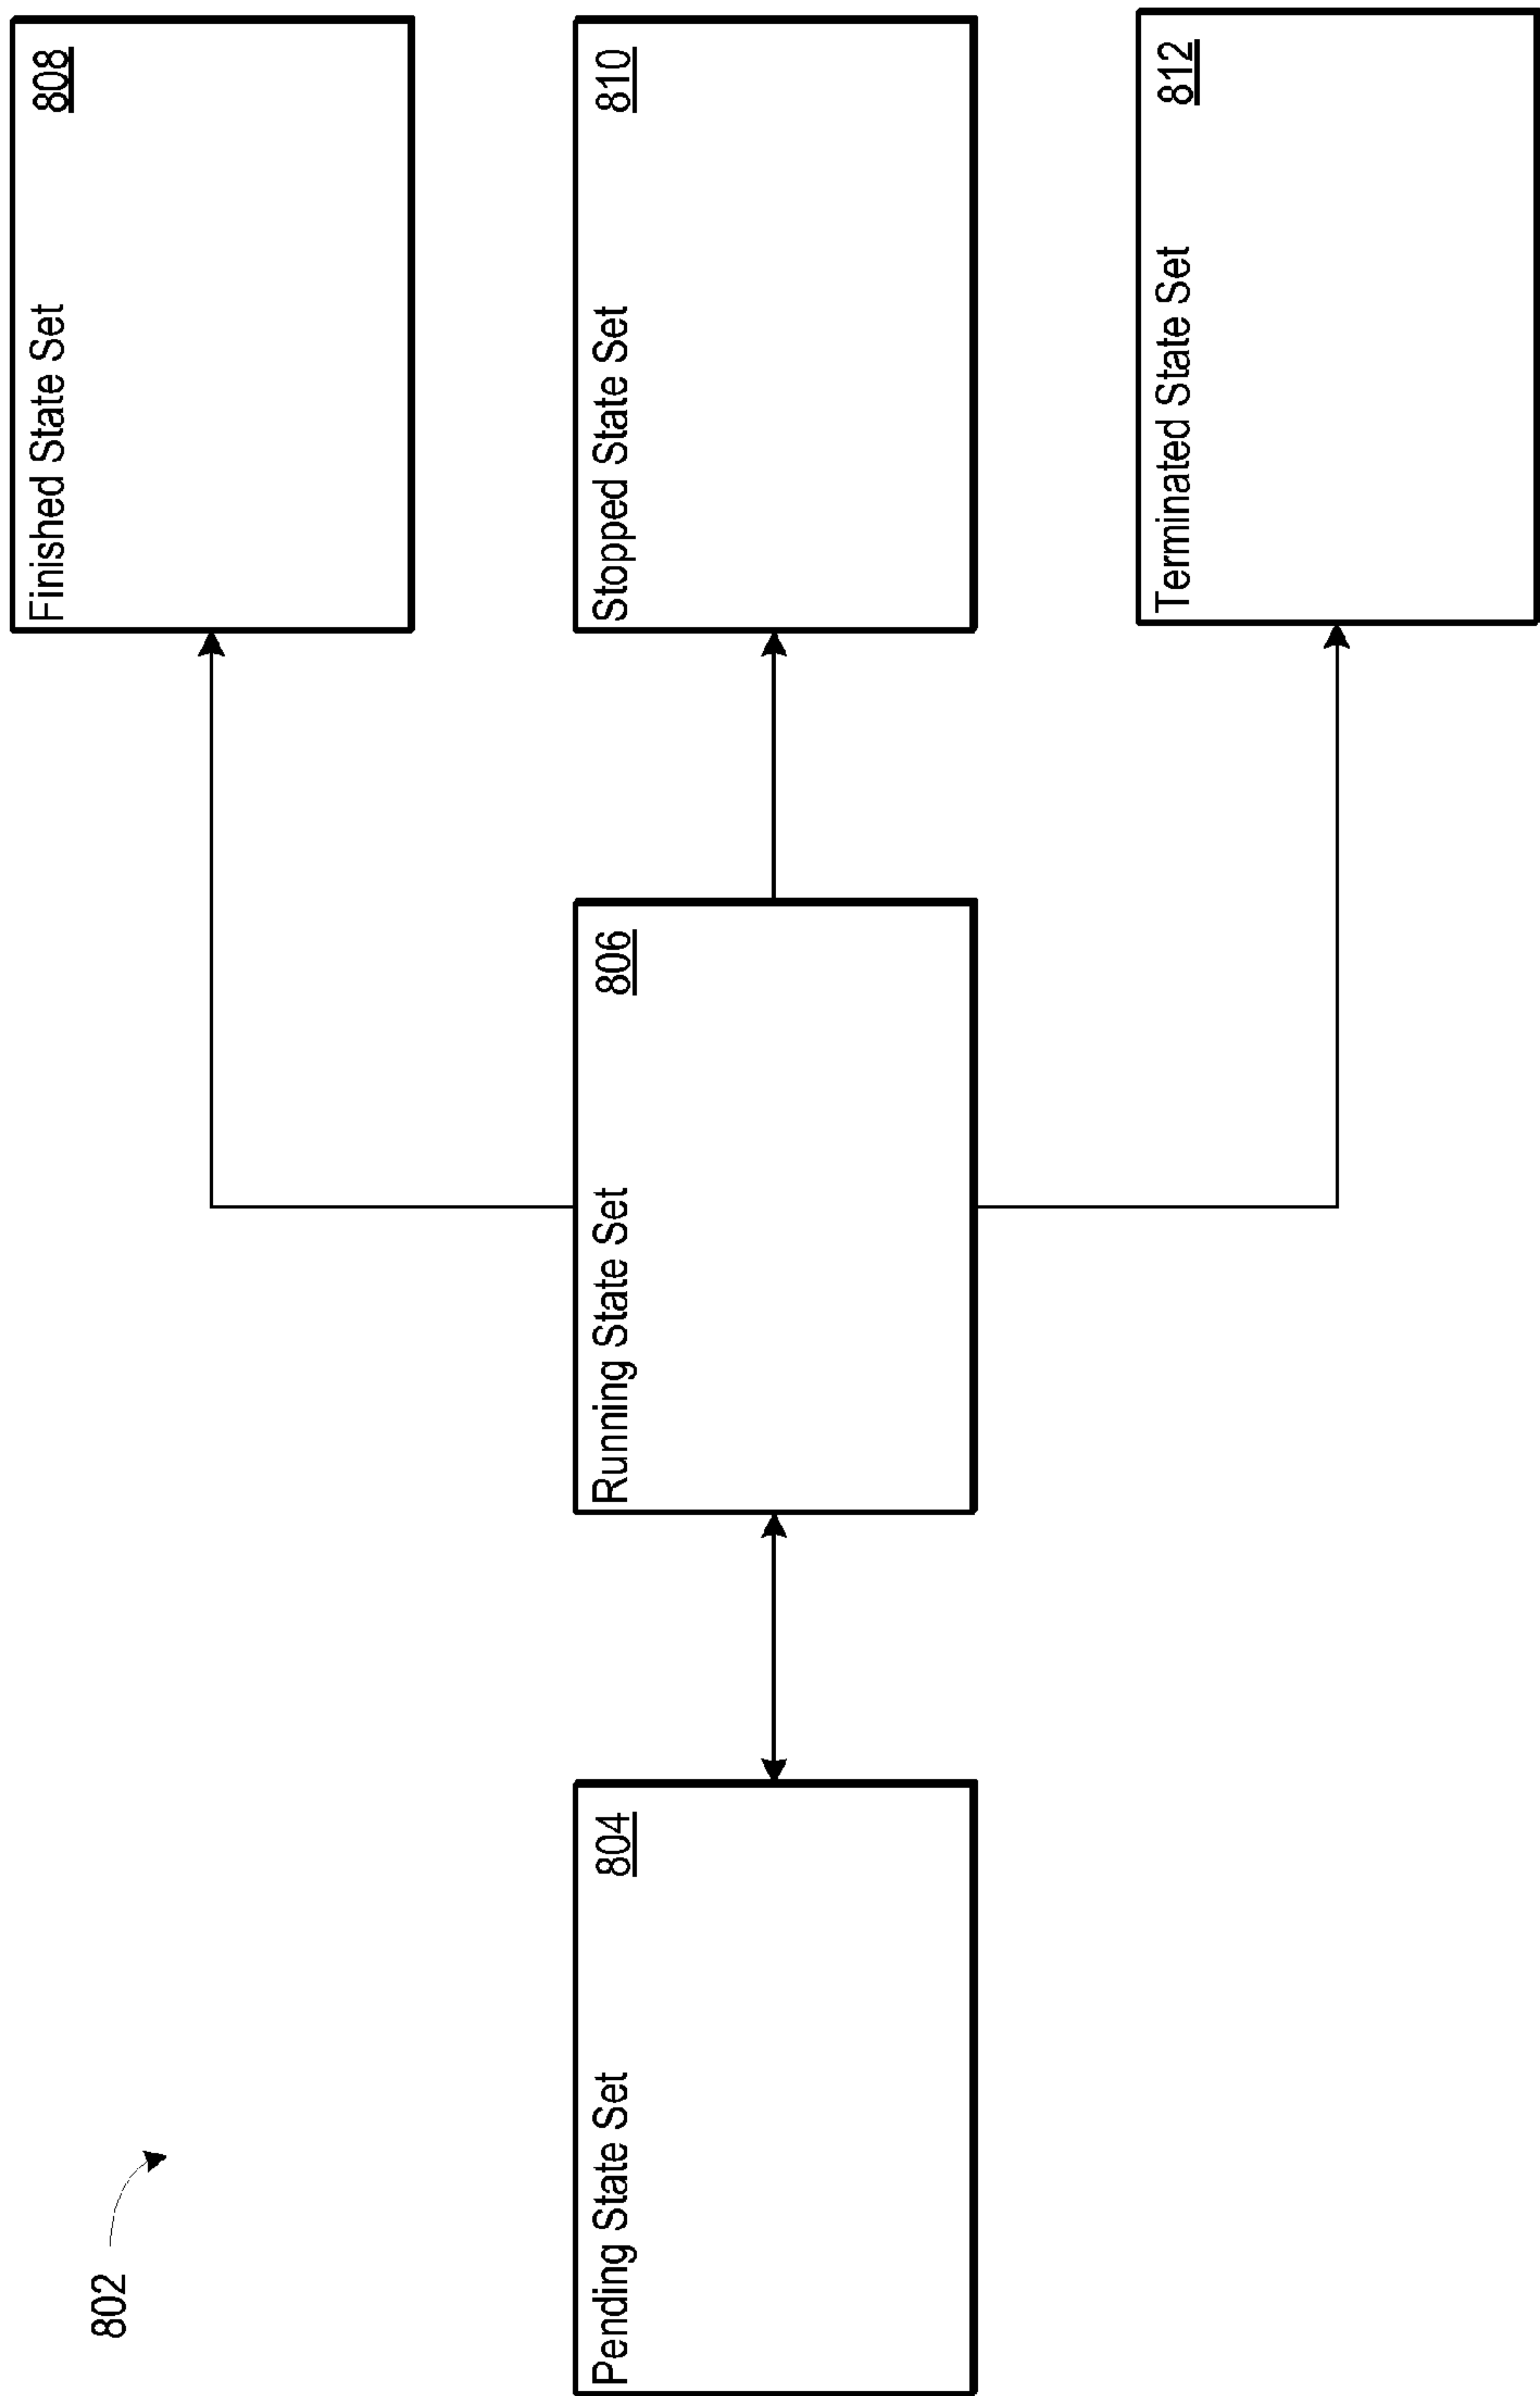 802
Pending State Set
804
Running State Set
806
Finished State Set
808
Stopped State Set
810
Terminated State Set
812